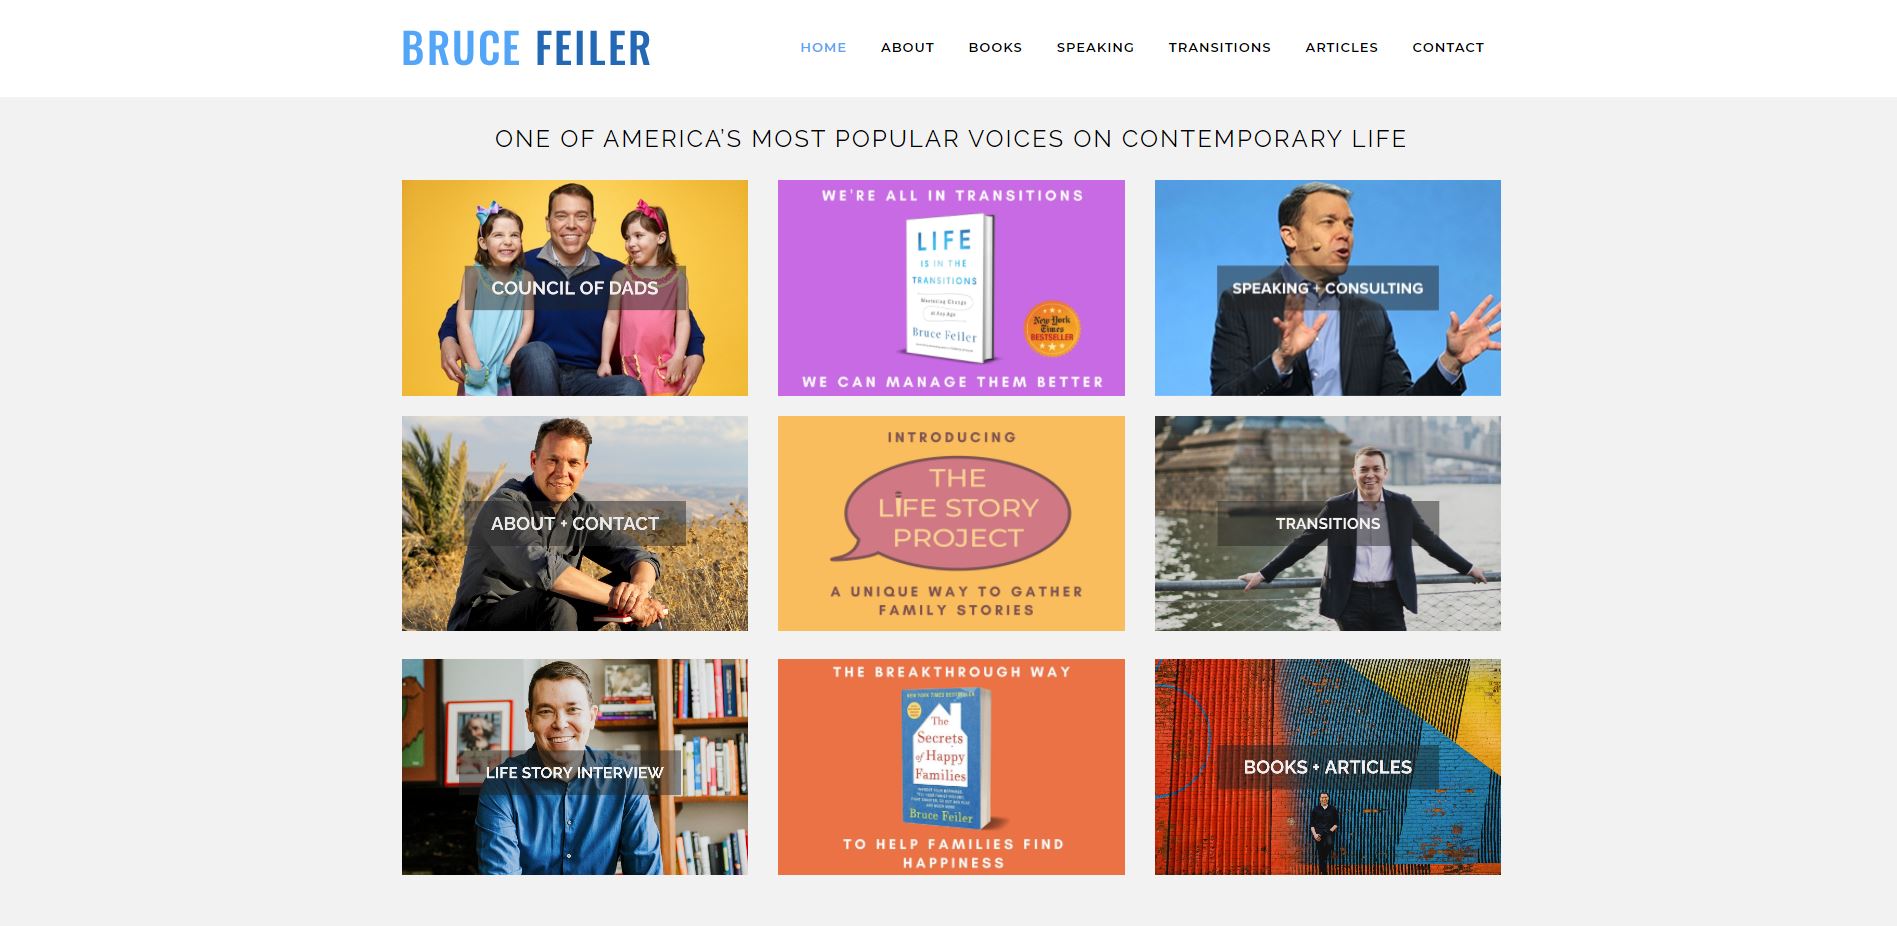 BRUCE FEILER
HOME ABOUT BOOKS SPEAKING TRANSITIONS ARTICLES CONTACT
ONE OF AMERICA'S MOST POPULAR VOICES ON CONTEMPORARY LIFE
COUNCIL OF DADS
WE'RE ALL IN TRANSITIONS
LIFE
IS IN THE
TRANSITIONS
Mastering Change
at Any Age
Bruce Feiler
New York
Times
BESTSELLER
WE CAN MANAGE THEM BETTER
SPEAKING + CONSULTING
ABOUT + CONTACT
INTRODUCING
THE
LIFE STORY
PROJECT
A UNIQUE WAY TO GATHER
FAMILY STORIES
TRANSITIONS
LIFE STORY INTERVIEW
THE BREAKTHROUGH WAY
NEW YORK TIMES BESTSELLER
The
Secrets
of Happy
Families
Bruce Feiler
TO HELP FAMILIES FIND
HAPPINESS
BOOKS + ARTICLES